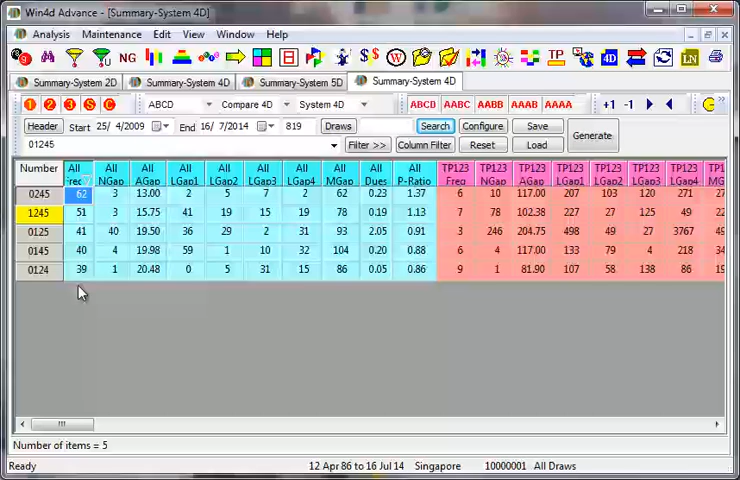 Win4d Advance - [Summary-System 4D]
Analysis Maintenance Edit View Window Help
NG 4D LN
Summary-System 2D Summary-System 4D Summary-System 5D Summary-System 4D
1 2 3 S C ABCD Compare 4D System 4D ABCD AABC AABB AAAB AAAA +1 -1
Header Start 25/ 4/2009 End 16/ 7/2014 819 Draws Search Configure Save Generate
01245 Filter >> Column Filter Reset Load
Number All Freq All NGap All AGap All LGap1 All LGap2 All LGap3 All LGap4 All MGap All Dues All P-Ratio TP123 Freq TP123 NGap TP123 AGap TP123 LGap1 TP123 LGap2 TP123 LGap3 TP123 LGap4 TP123
0245 62 3 13.00 2 5 7 2 62 0.23 1.37 6 10 117.00 207 103 120 271
1245 51 3 15.75 41 19 15 19 78 0.19 1.13 7 78 102.38 227 27 125 49
0125 41 40 19.50 36 29 2 31 93 2.05 0.91 3 246 204.75 498 49 27 3767
0145 40 4 19.98 59 1 10 32 104 0.20 0.88 6 4 117.00 133 79 4 218
0124 39 1 20.48 0 5 31 15 86 0.05 0.86 9 1 81.90 107 58 138 86
Number of items = 5
Ready 12 Apr 86 to 16 Jul 14 Singapore 10000001 All Draws